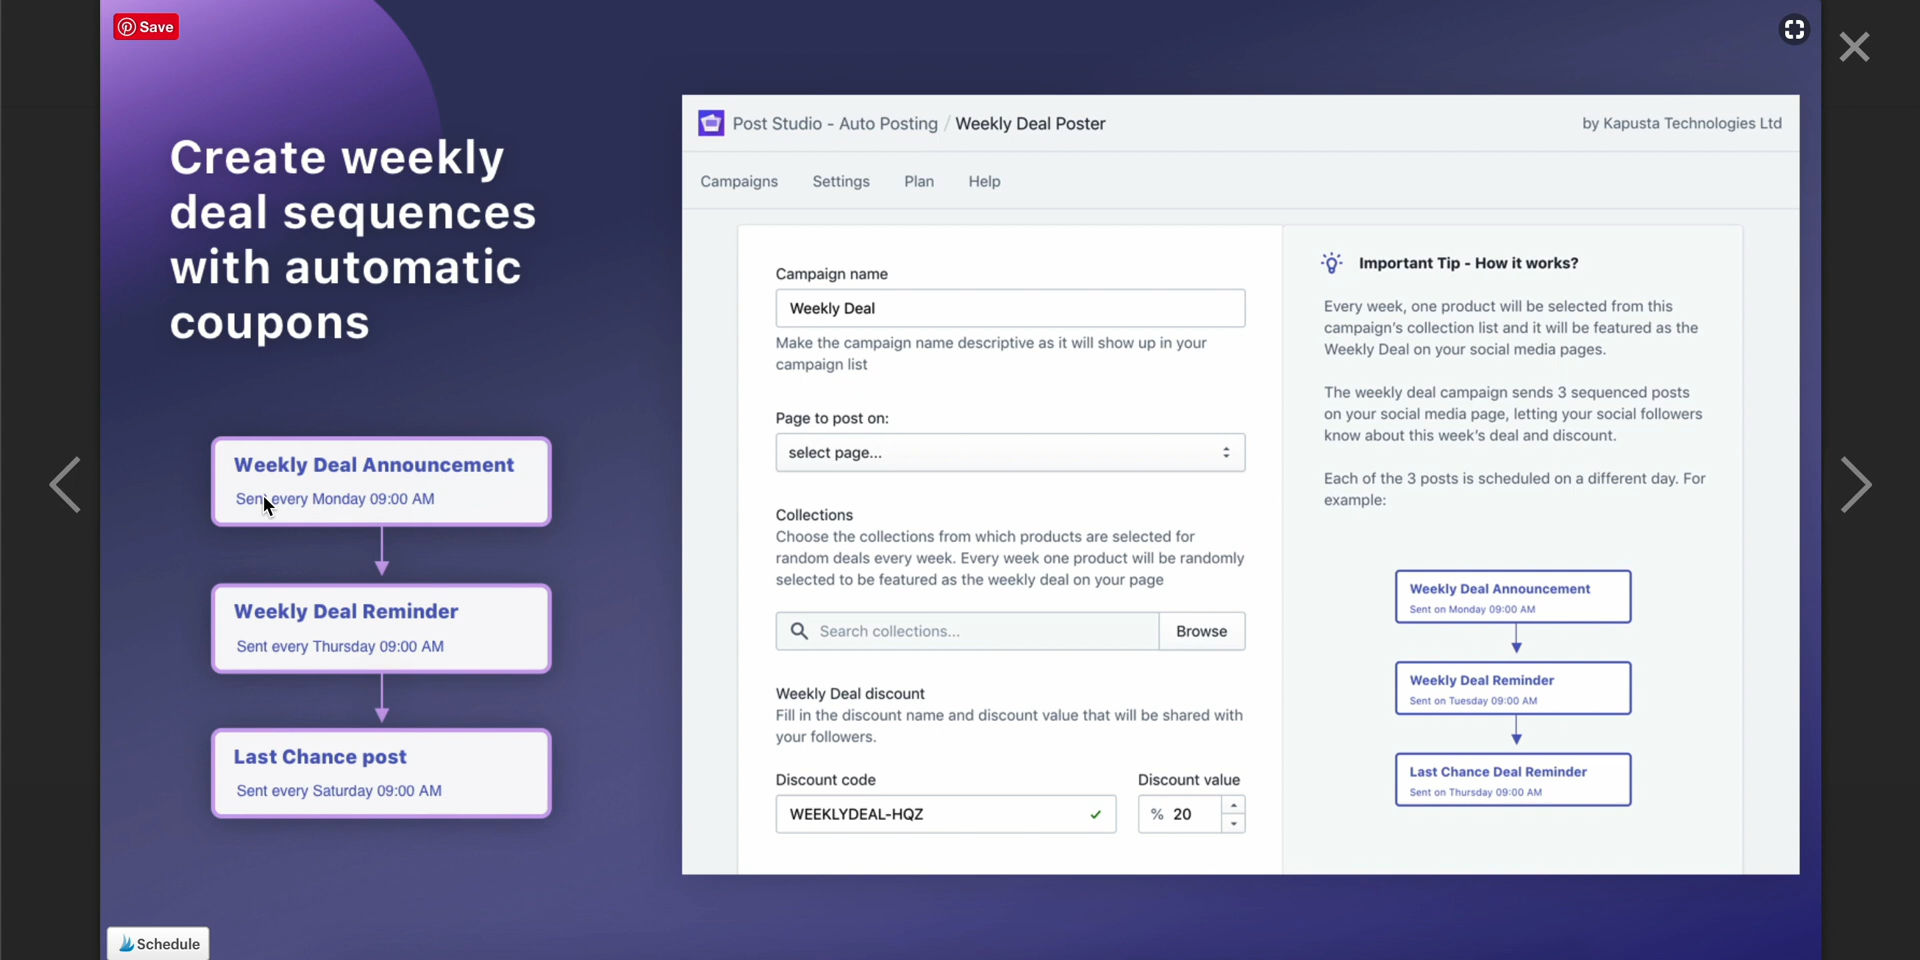 Save
Create weekly
deal sequences
with automatic
coupons
Weekly Deal Announcement
Sent every Monday 09:00 AM
Weekly Deal Reminder
Sent every Thursday 09:00 AM
Last Chance post
Sent every Saturday 09:00 AM
Schedule
Post Studio - Auto Posting / Weekly Deal Poster
by Kapusta Technologies Ltd
Campaigns Settings Plan Help
Campaign name
Weekly Deal
Make the campaign name descriptive as it will show up in your
campaign list
Page to post on:
select page...
Collections
Choose the collections from which products are selected for
random deals every week. Every week one product will be randomly
selected to be featured as the weekly deal on your page
Search collections... Browse
Weekly Deal discount
Fill in the discount name and discount value that will be shared with
your followers.
Discount code Discount value
WEEKLYDEAL-HQZ % 20
Important Tip - How it works?
Every week, one product will be selected from this
campaign's collection list and it will be featured as the
Weekly Deal on your social media pages.
The weekly deal campaign sends 3 sequenced posts
on your social media page, letting your social followers
know about this week's deal and discount.
Each of the 3 posts is scheduled on a different day. For
example:
Weekly Deal Announcement
Sent on Monday 09:00 AM
Weekly Deal Reminder
Sent on Tuesday 09:00 AM
Last Chance Deal Reminder
Sent on Thursday 09:00 AM